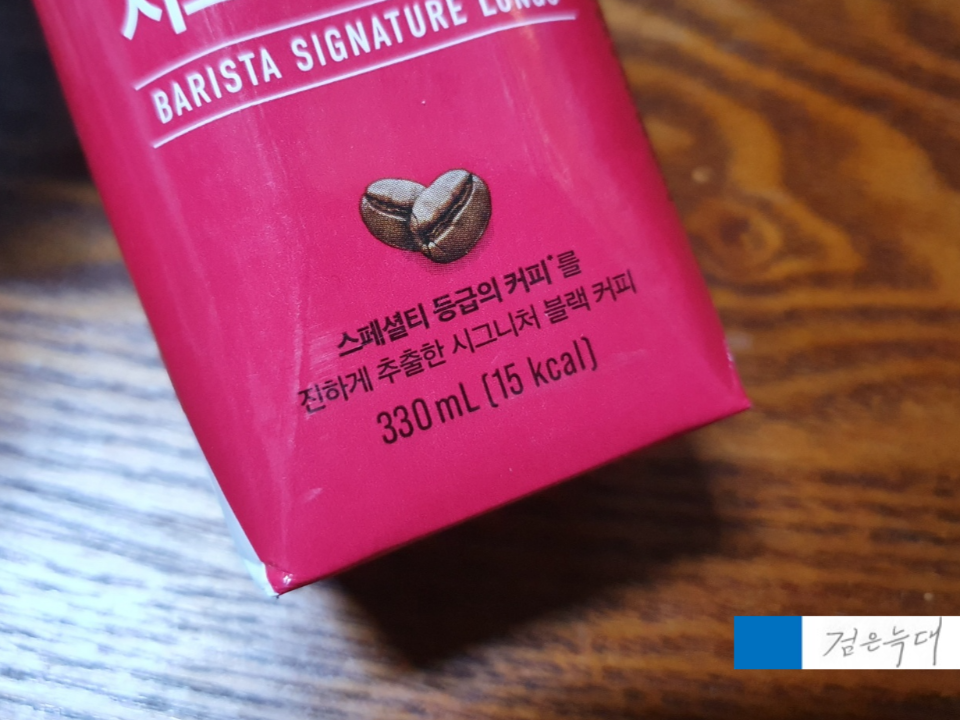 BARISTA SIGNATURE
스페셜티 등급의 커피*를
진하게 추출한 시그니처 블랙 커피
330 mL (15 kcal)
검은늑대